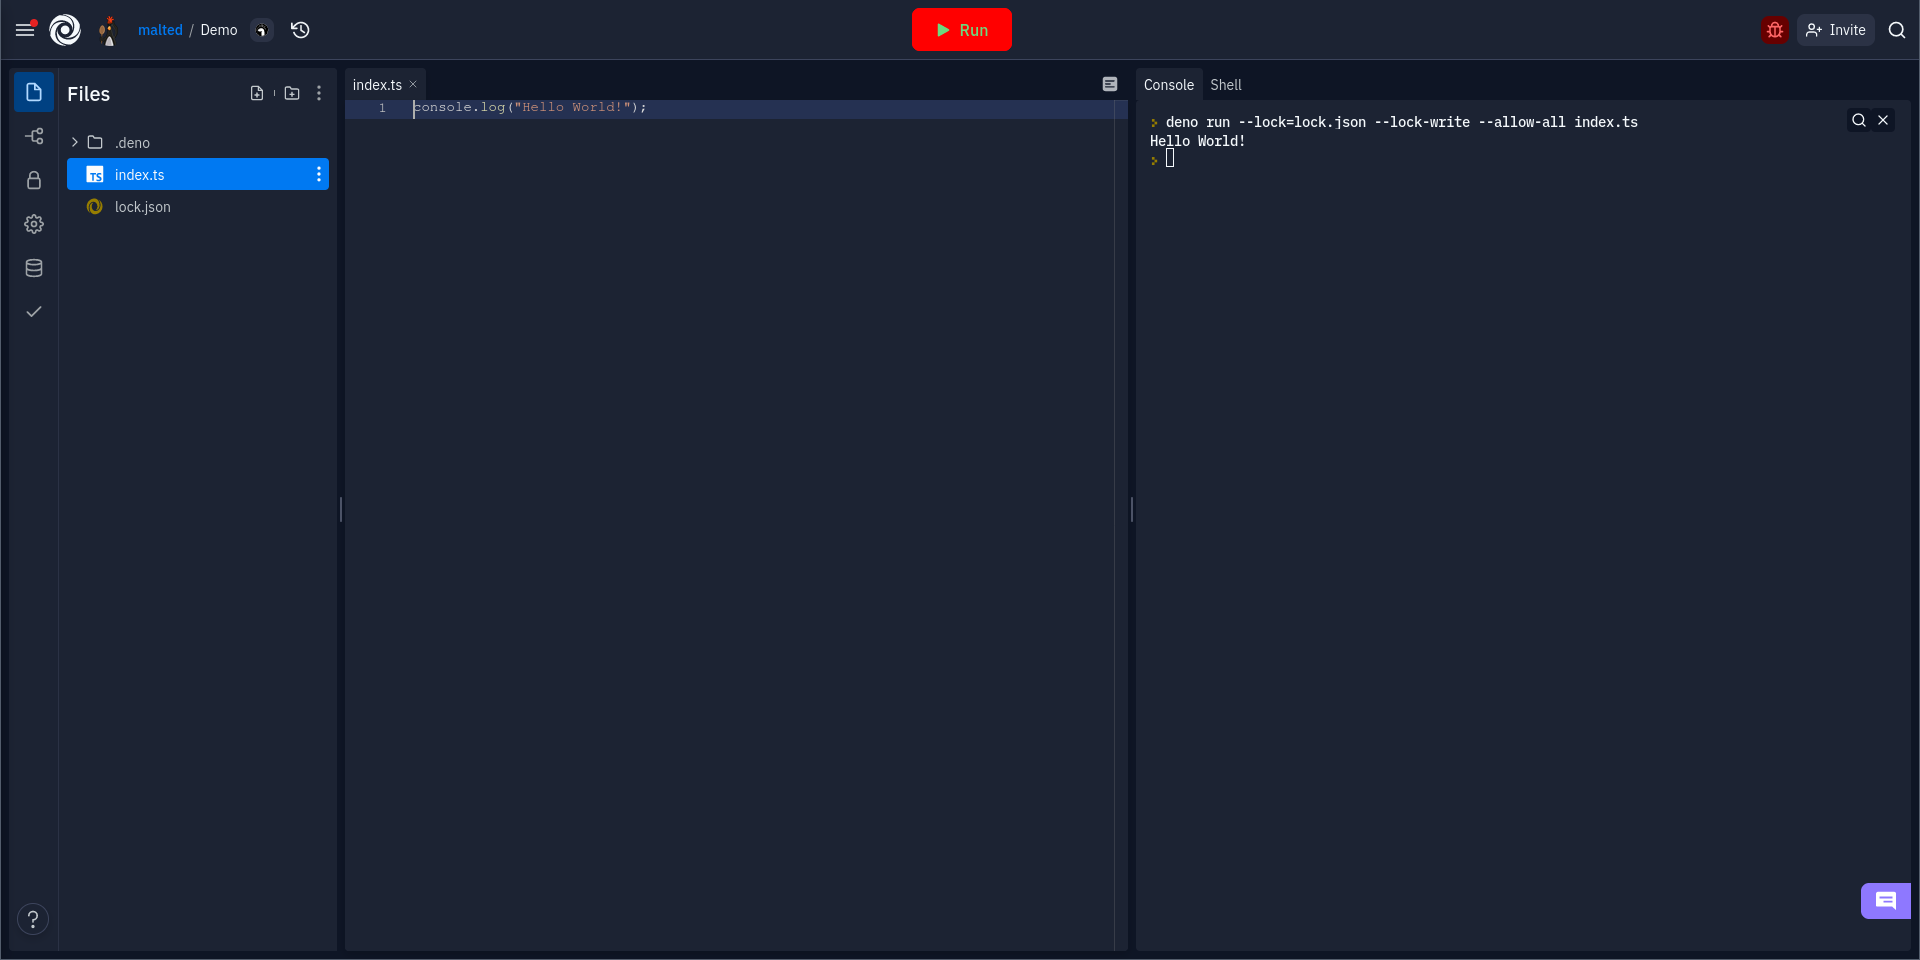 malted / Demo
Run
Invite
Files
.deno
TS index.ts
lock.json
index.ts ×
1 console.log("Hello World!");
Console Shell
deno run --lock=lock.json --lock-write --allow-all index.ts
Hello World!
?